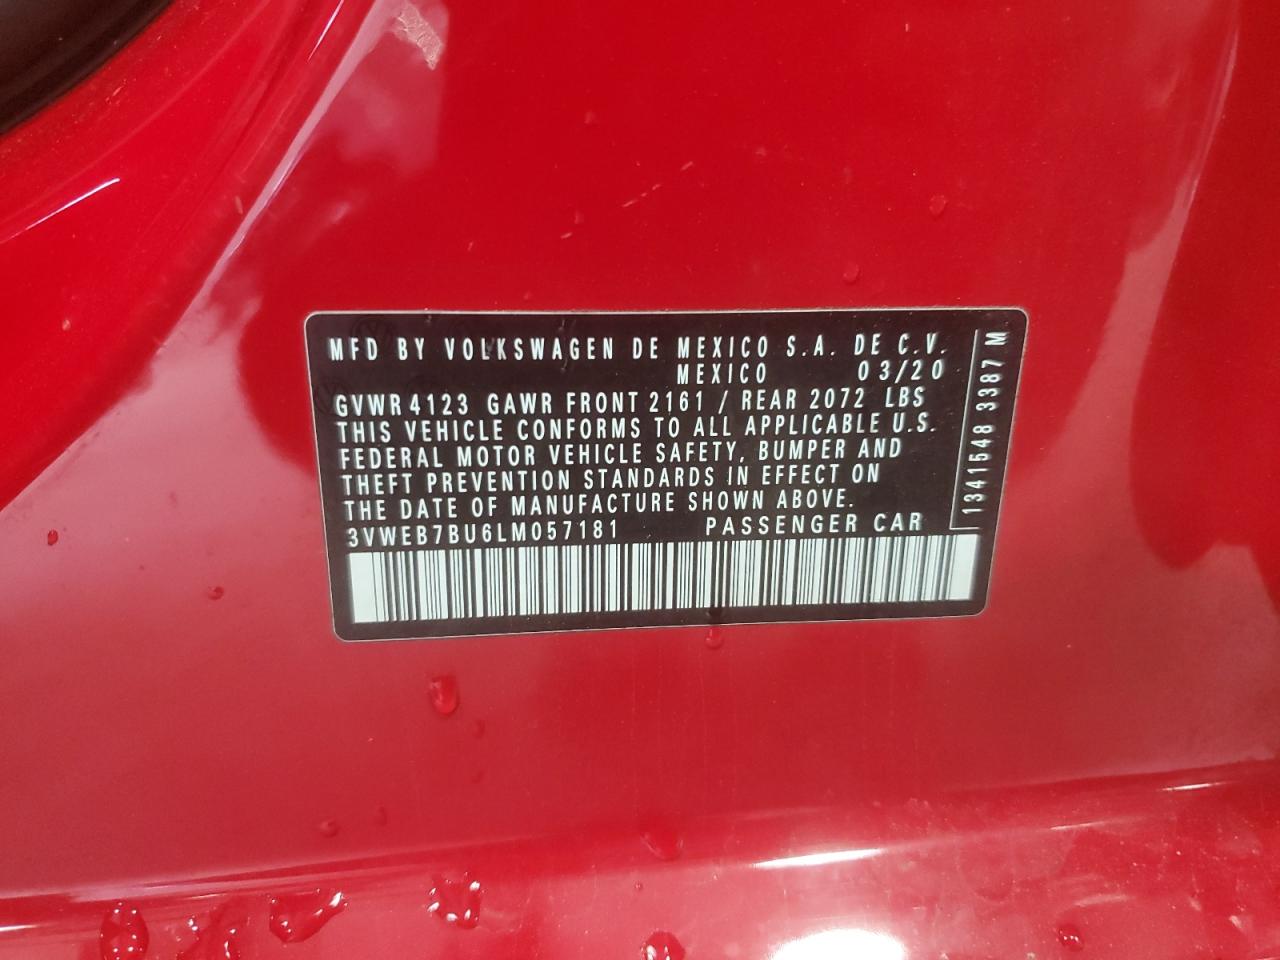 MFD BY VOLKSWAGEN DE MEXICO S.A. DE C.V.
MEXICO 03/20
GVWR 4123 GAWR FRONT 2161 / REAR 2072 LBS
THIS VEHICLE CONFORMS TO ALL APPLICABLE U.S.
FEDERAL MOTOR VEHICLE SAFETY, BUMPER AND
THEFT PREVENTION STANDARDS IN EFFECT ON
THE DATE OF MANUFACTURE SHOWN ABOVE.
3VWEB7BU6LM057181 PASSENGER CAR
1341548 3387 M